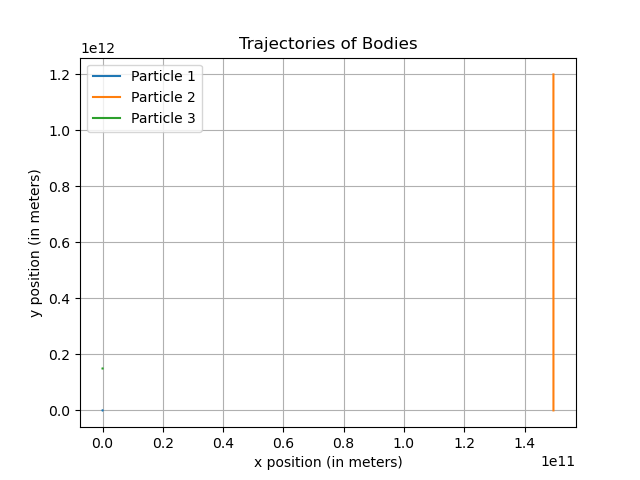 Trajectories of Bodies
1e12
Particle 1
Particle 2
Particle 3
1.2
1.0
0.8
0.6
0.4
0.2
0.0
y position (in meters)
0.0 0.2 0.4 0.6 0.8 1.0 1.2 1.4
1e11
x position (in meters)